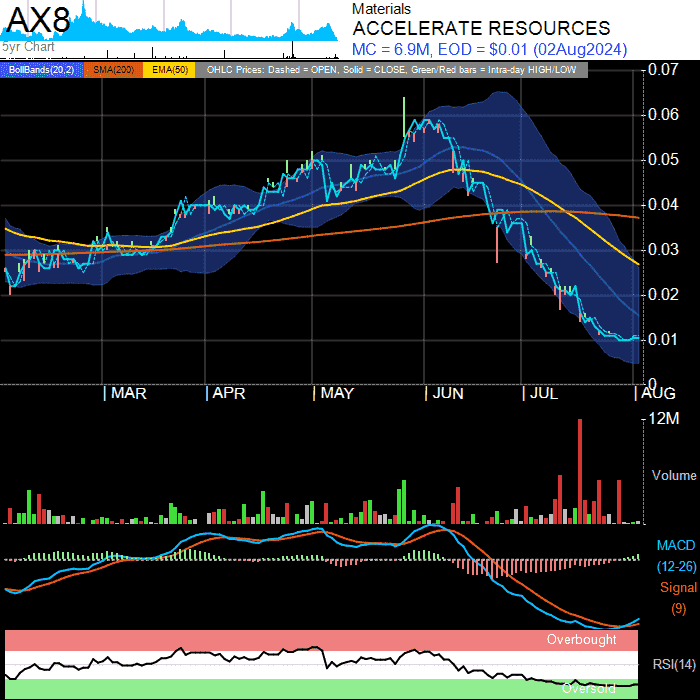 AX8
5yr Chart
Materials
ACCELERATE RESOURCES
MC = 6.9M, EOD = $0.01 (02Aug2024)
BollBands(20,2) SMA(200) EMA(50) OHLC Prices: Dashed = OPEN, Solid = CLOSE, Green/Red bars = Intra-day HIGH/LOW
0.07
0.06
0.05
0.04
0.03
0.02
0.01
0
MAR APR MAY JUN JUL AUG
12M
Volume
MACD
(12-26)
Signal
(9)
Overbought
RSI(14)
Oversold